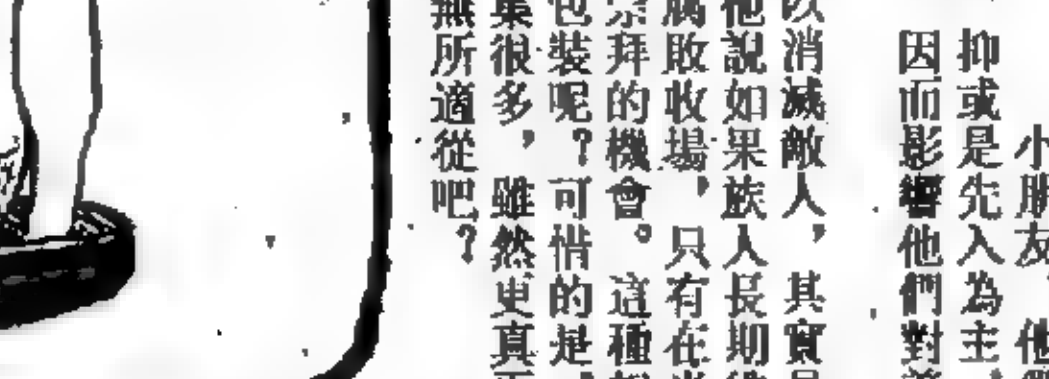 小朋友、他
抑或是先入為主、
因而影響他們對
以消滅敵人，其實
他說如果族人長期
腐敗收場，只有在
崇拜的機會。這種
包裝呢？可惜的是，
集很多，雖然更真
無所適從吧？